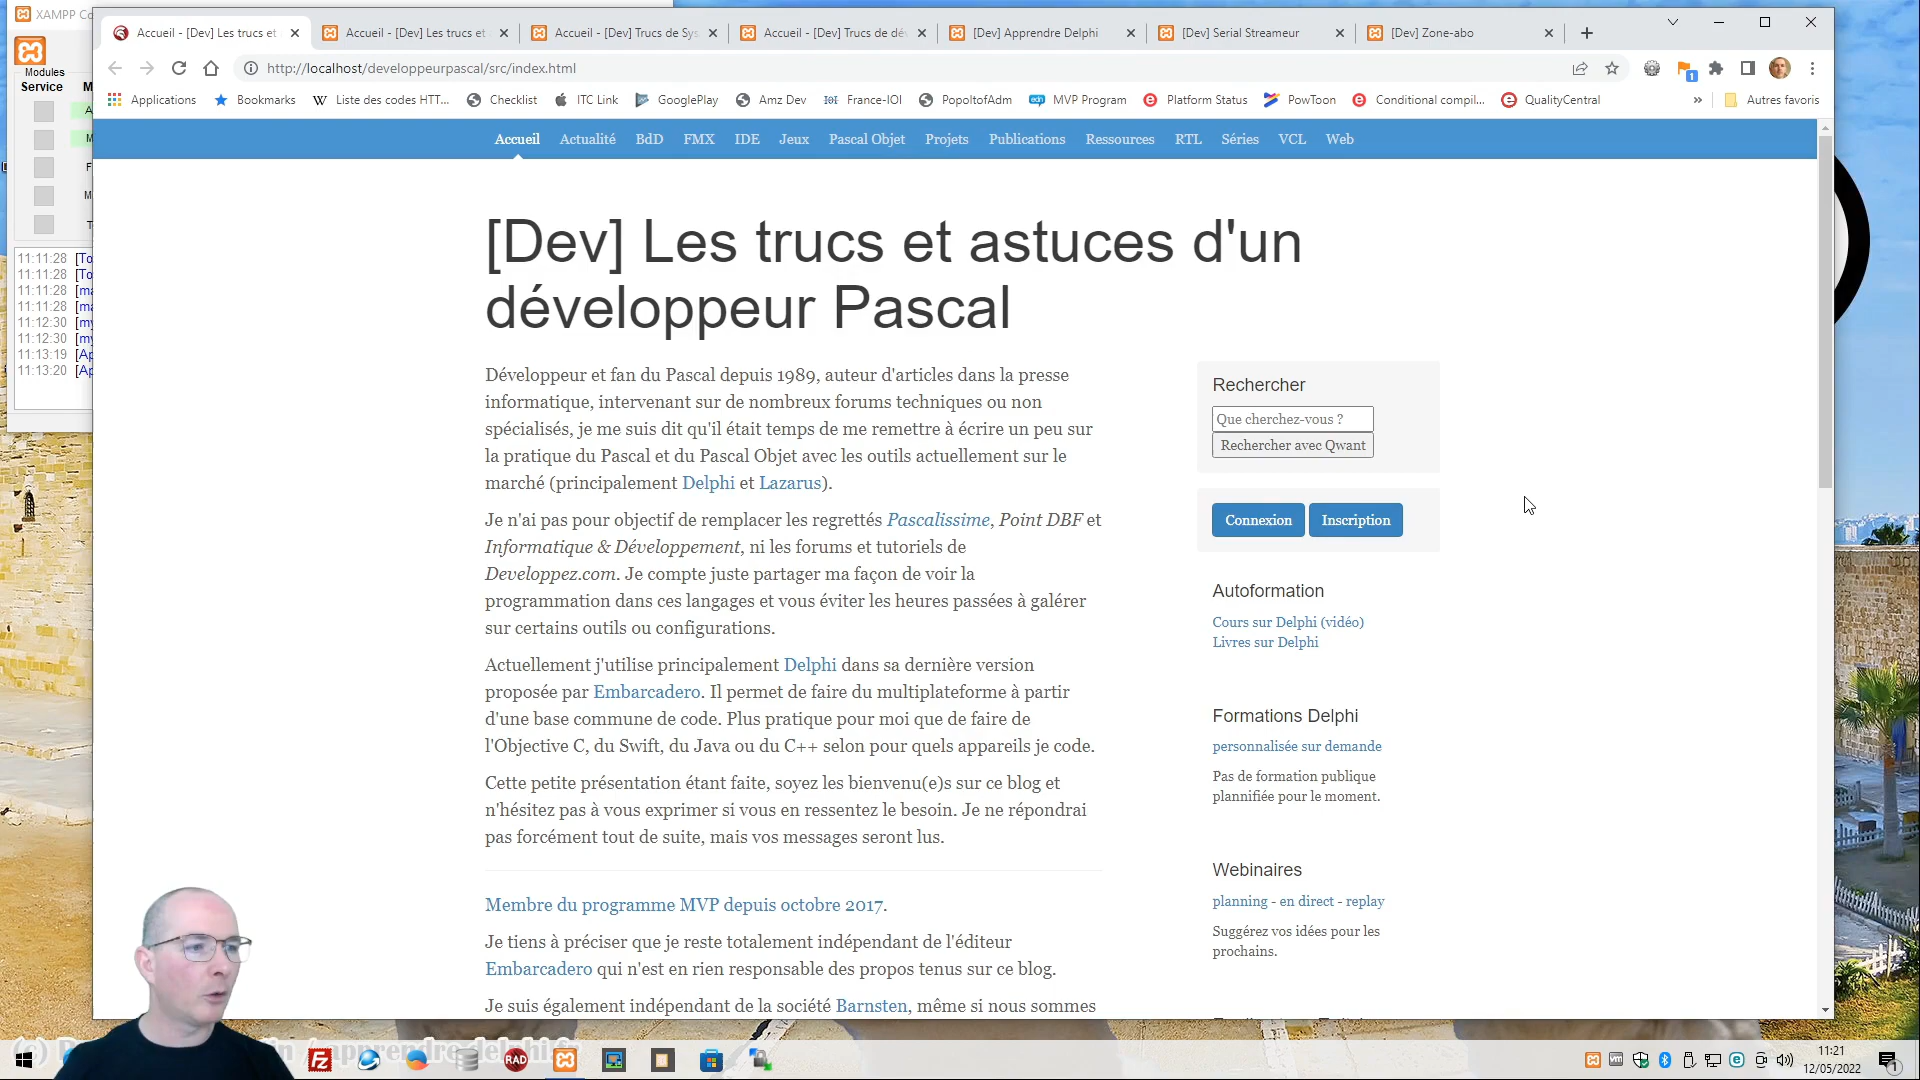 XAMPP Co
Modules
Service
M
A
M
F
M
T
11:11:28 [To
11:11:28 [To
11:11:28 [ma
11:11:28 [ma
11:12:30 [my
11:12:30 [my
11:13:19 [Ap
11:13:20 [Ap
Accueil - [Dev] Les trucs et
Accueil - [Dev] Les trucs et
Accueil - [Dev] Trucs de Sys
Accueil - [Dev] Trucs de dév
[Dev] Apprendre Delphi
[Dev] Serial Streameur
[Dev] Zone-abo
http://localhost/developpeurpascal/src/index.html
Applications
Bookmarks
Liste des codes HTT...
Checklist
ITC Link
GooglePlay
Amz Dev
France-IOI
PopoltofAdm
MVP Program
Platform Status
PowToon
Conditional compil...
QualityCentral
»
Autres favoris
Accueil Actualité BdD FMX IDE Jeux Pascal Objet Projets Publications Ressources RTL Séries VCL Web
[Dev] Les trucs et astuces d'un
développeur Pascal
Développeur et fan du Pascal depuis 1989, auteur d'articles dans la presse
informatique, intervenant sur de nombreux forums techniques ou non
spécialisés, je me suis dit qu'il était temps de me remettre à écrire un peu sur
la pratique du Pascal et du Pascal Objet avec les outils actuellement sur le
marché (principalement Delphi et Lazarus).
Je n'ai pas pour objectif de remplacer les regrettés Pascalissime, Point DBF et
Informatique & Développement, ni les forums et tutoriels de
Developpez.com. Je compte juste partager ma façon de voir la
programmation dans ces langages et vous éviter les heures passées à galérer
sur certains outils ou configurations.
Actuellement j'utilise principalement Delphi dans sa dernière version
proposée par Embarcadero. Il permet de faire du multiplateforme à partir
d'une base commune de code. Plus pratique pour moi que de faire de
l'Objective C, du Swift, du Java ou du C++ selon pour quels appareils je code.
Cette petite présentation étant faite, soyez les bienvenu(e)s sur ce blog et
n'hésitez pas à vous exprimer si vous en ressentez le besoin. Je ne répondrai
pas forcément tout de suite, mais vos messages seront lus.
Membre du programme MVP depuis octobre 2017.
Je tiens à préciser que je reste totalement indépendant de l'éditeur
Embarcadero qui n'est en rien responsable des propos tenus sur ce blog.
Je suis également indépendant de la société Barnsten, même si nous sommes
Rechercher
Que cherchez-vous ?
Rechercher avec Qwant
Connexion Inscription
Autoformation
Cours sur Delphi (vidéo)
Livres sur Delphi
Formations Delphi
personnalisée sur demande
Pas de formation publique
plannifiée pour le moment.
Webinaires
planning - en direct - replay
Suggérez vos idées pour les
prochains.
RAD
11:21
12/05/2022
1